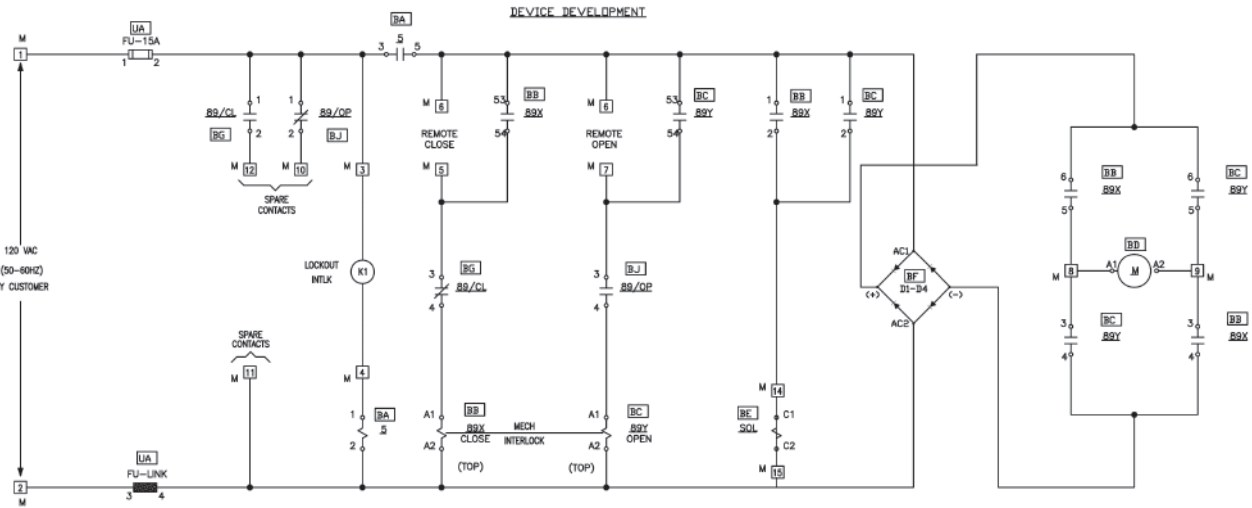 DEVICE DEVELOPMENT
M
1
UA
FU-15A
1 2
BA
5
3 5
1
89/CL
BG
2
M 12
1
89/OP
BJ
2
M 10
SPARE
CONTACTS
M 3
LOCKOUT
INTLK
K1
M 4
1
BA
5
2
M 6
REMOTE
CLOSE
M 5
53
BB
89X
54
3
BG
89/CL
4
A1
BB
89X
CLOSE
A2
(TOP)
MECH
INTERLOCK
M 6
REMOTE
OPEN
M 7
53
BC
89Y
54
3
BJ
89/OP
4
A1
BC
89Y
OPEN
A2
(TOP)
1
BB
89X
2
1
BC
89Y
2
M 14
BE
SOL
C1
C2
M 15
AC1
BF
D1-D4
(+)
(-)
AC2
6
BB
89X
5
6
BC
89Y
5
M 8
A1
BD
M
A2
9 M
3
BC
89Y
4
3
BB
89X
4
120 VAC
(50-60HZ)
Y CUSTOMER
SPARE
CONTACTS
M 11
UA
FU-LINK
3 4
2
M